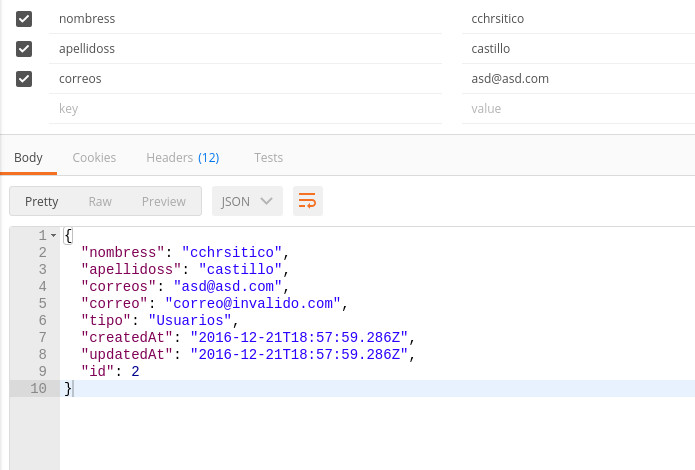 nombress cchrsitico
apellidoss castillo
correos asd@asd.com
key value
Body Cookies Headers (12) Tests
Pretty Raw Preview JSON
1 {
2 "nombress": "cchrsitico",
3 "apellidoss": "castillo",
4 "correos": "asd@asd.com",
5 "correo": "correo@invalido.com",
6 "tipo": "Usuarios",
7 "createdAt": "2016-12-21T18:57:59.286Z",
8 "updatedAt": "2016-12-21T18:57:59.286Z",
9 "id": 2
10 }